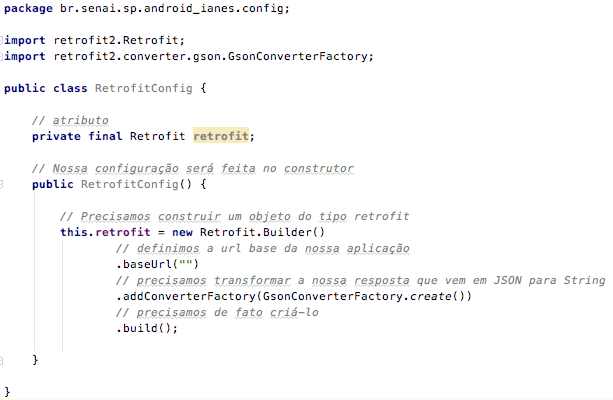 package br.senai.sp.android_ianes.config;
import retrofit2.Retrofit;
import retrofit2.converter.gson.GsonConverterFactory;
public class RetrofitConfig {
// atributo
private final Retrofit retrofit;
// Nossa configuração será feita no construtor
public RetrofitConfig() {
// Precisamos construir um objeto do tipo retrofit
this.retrofit = new Retrofit.Builder()
// definimos a url base da nossa aplicação
.baseUrl("")
// precisamos transformar a nossa resposta que vem em JSON para String
.addConverterFactory(GsonConverterFactory.create())
// precisamos de fato criá-lo
.build();
}
}